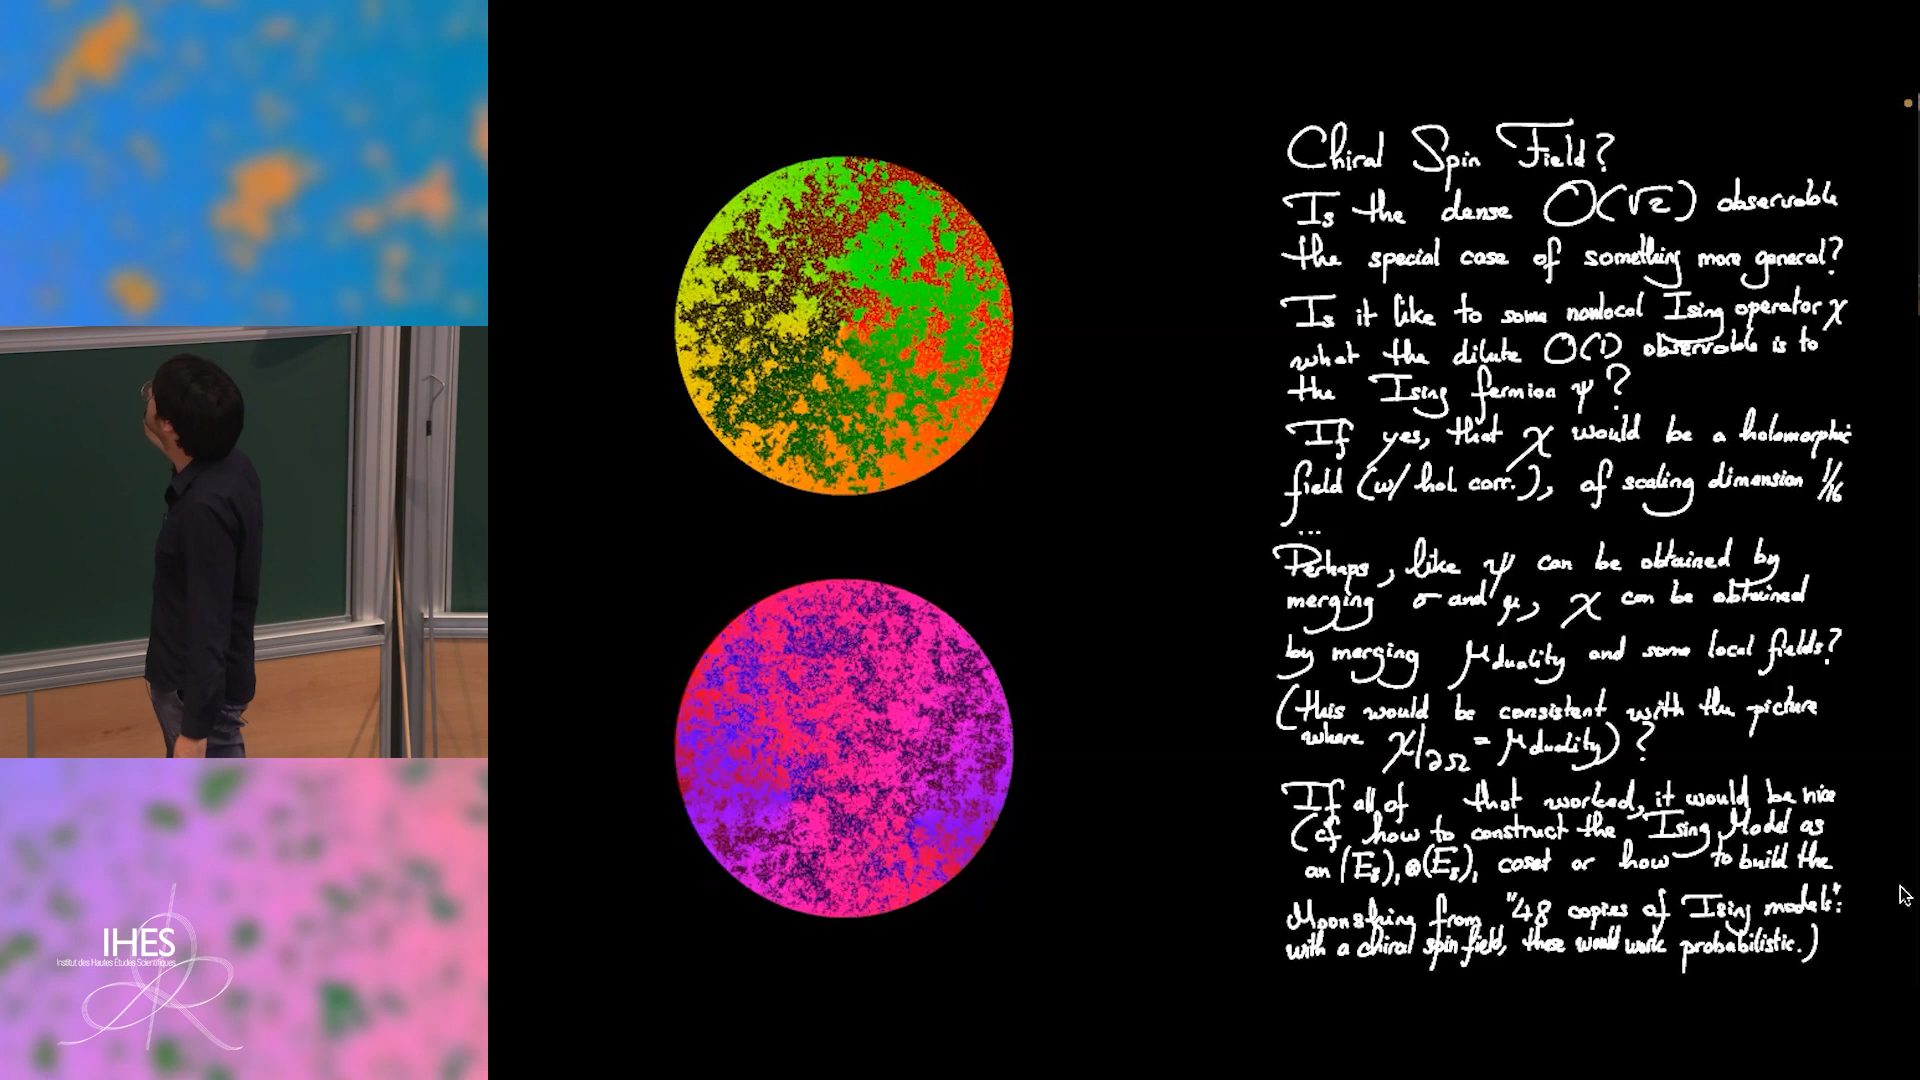 Chiral Spin Field?
Is the dense O(√2) observable
the special case of something more general?
Is it like to some nonlocal Ising operator χ
what the dilute O(1) observable is to
the Ising fermion ψ?
If yes, that χ would be a holomorphic
field (w/ hol. corr.), of scaling dimension 1/16
...
Perhaps, like ψ can be obtained by
merging σ and μ, χ can be obtained
by merging μduality and some local fields?
(this would be consistent with the picture
where χ|∂Ω = μduality)?
If all of that worked, it would be nice
(cf how to construct the Ising Model as
an (E₈)₁⊗(E₈)₁ coset or how to build the
Moonshine from "48 copies of Ising models":
with a chiral spin field, these would work probabilistic.)
IHES
Institut des Hautes Études Scientifiques